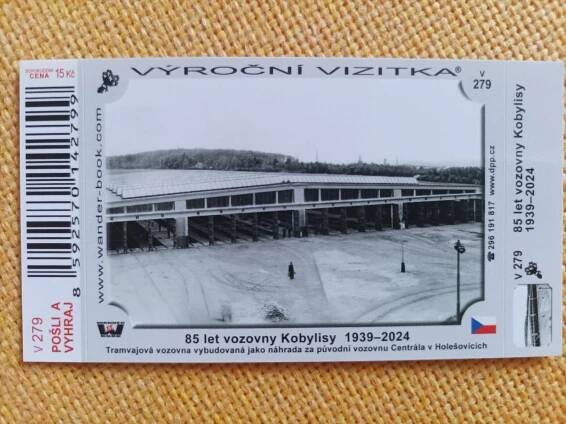 DOPORUČENÁ
CENA 15 Kč
8 592570 142799
V 279
POŠLI A
VYHRAJ
VÝROČNÍ VIZITKA®
V
279
www.wander-book.com
☎ 296 191 817 www.dpp.cz
85 let vozovny Kobylisy 1939–2024
Tramvajová vozovna vybudovaná jako náhrada za původní vozovnu Centrála v Holešovicích
85 let vozovny Kobylisy
1939–2024
V 279